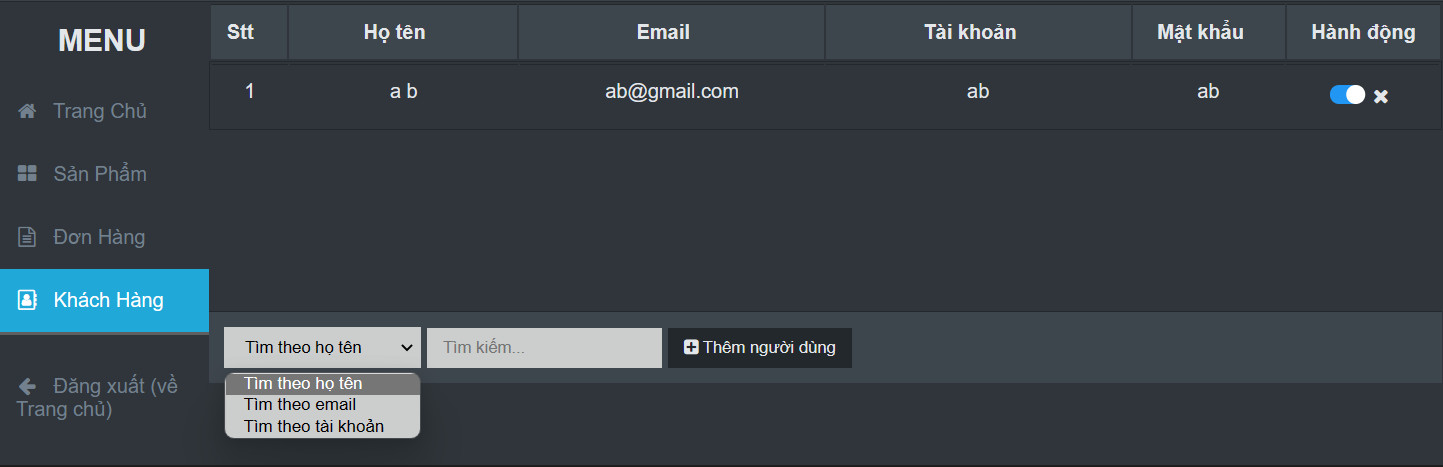 MENU
Trang Chủ
Sản Phẩm
Đơn Hàng
Khách Hàng
Đăng xuất (về
Trang chủ)
Stt Họ tên Email Tài khoản Mật khẩu Hành động
1 a b ab@gmail.com ab ab
Tìm theo họ tên Tìm kiếm... Thêm người dùng
Tìm theo họ tên
Tìm theo email
Tìm theo tài khoản